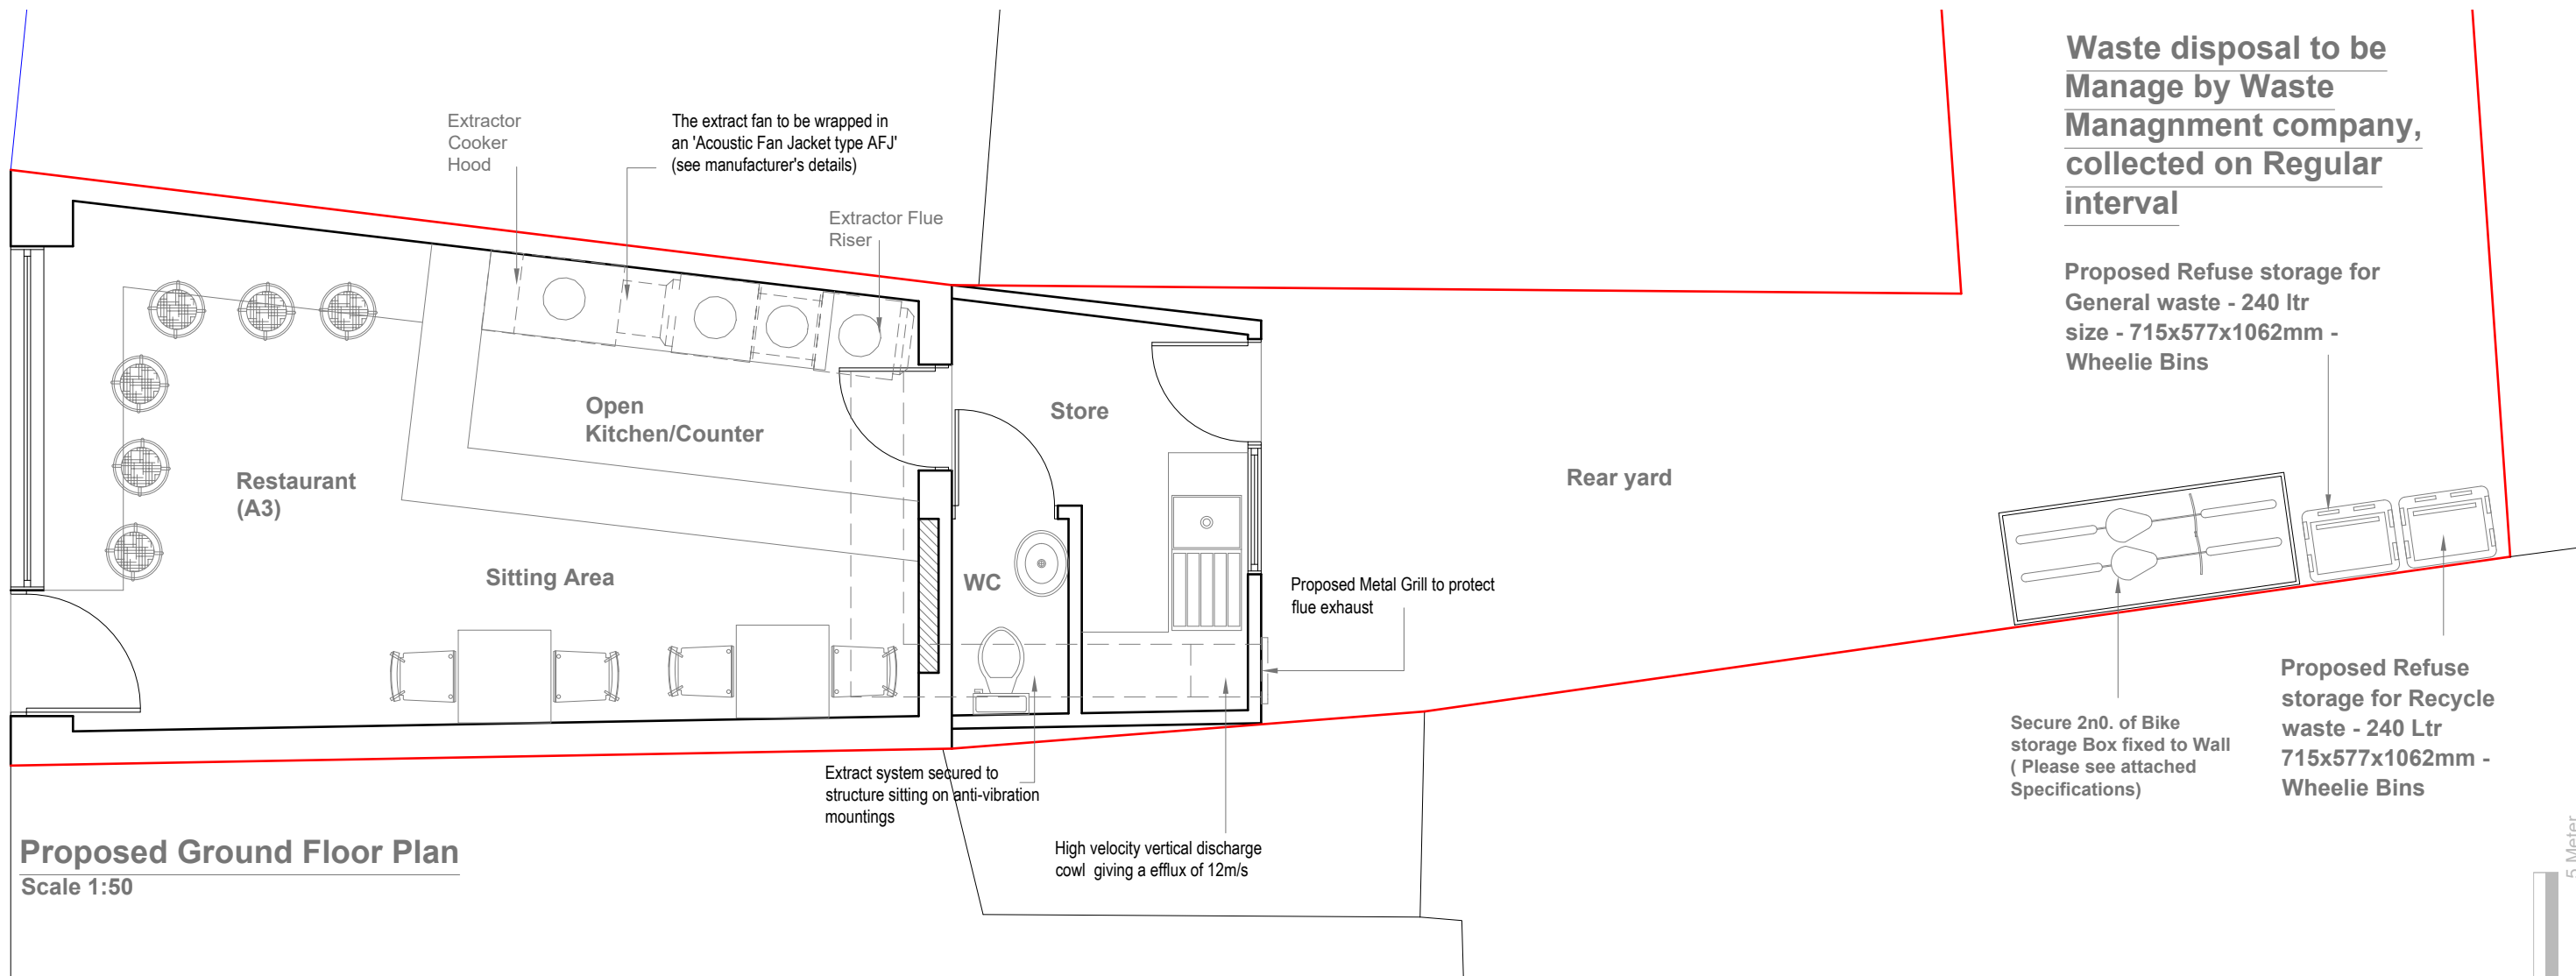 Waste disposal to be
Manage by Waste
Managnment company,
collected on Regular
interval
Extractor
Cooker
Hood
The extract fan to be wrapped in
an 'Acoustic Fan Jacket type AFJ'
(see manufacturer's details)
Extractor Flue
Riser
Proposed Refuse storage for
General waste - 240 ltr
size - 715x577x1062mm -
Wheelie Bins
Open
Kitchen/Counter
Store
Restaurant
(A3)
Rear yard
Sitting Area
WC
Proposed Metal Grill to protect
flue exhaust
Proposed Refuse
storage for Recycle
waste - 240 Ltr
715x577x1062mm -
Wheelie Bins
Secure 2n0. of Bike
storage Box fixed to Wall
( Please see attached
Specifications)
Extract system secured to
structure sitting on anti-vibration
mountings
High velocity vertical discharge
cowl giving a efflux of 12m/s
Proposed Ground Floor Plan
Scale 1:50
5 Meter